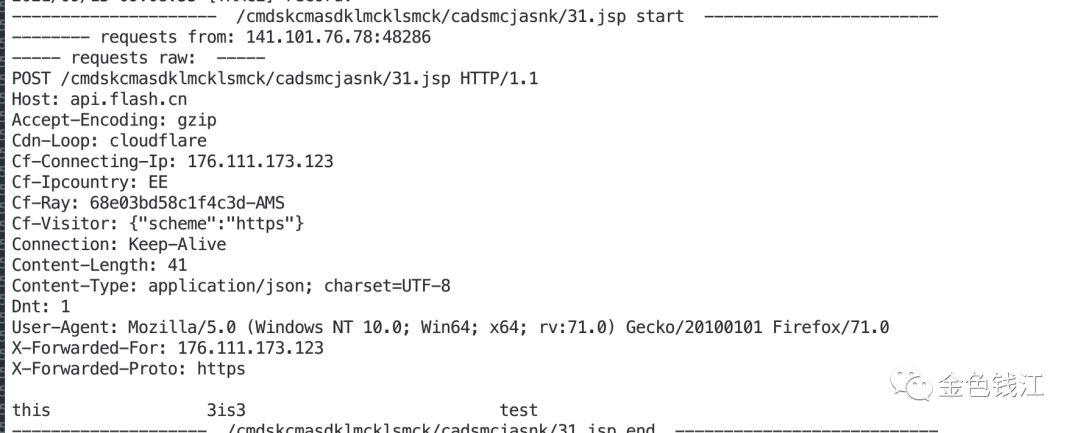 -------------------- /cmdskcmasdklmcklsmck/cadsmcjasnk/31.jsp start ------------------------
-------- requests from: 141.101.76.78:48286
----- requests raw: -----
POST /cmdskcmasdklmcklsmck/cadsmcjasnk/31.jsp HTTP/1.1
Host: api.flash.cn
Accept-Encoding: gzip
Cdn-Loop: cloudflare
Cf-Connecting-Ip: 176.111.173.123
Cf-Ipcountry: EE
Cf-Ray: 68e03bd58c1f4c3d-AMS
Cf-Visitor: {"scheme":"https"}
Connection: Keep-Alive
Content-Length: 41
Content-Type: application/json; charset=UTF-8
Dnt: 1
User-Agent: Mozilla/5.0 (Windows NT 10.0; Win64; x64; rv:71.0) Gecko/20100101 Firefox/71.0
X-Forwarded-For: 176.111.173.123
X-Forwarded-Proto: https
金色钱江
this 3is3 test
-------------------- /cmdskcmasdklmcklsmck/cadsmcjasnk/31.jsp end ---------------------------